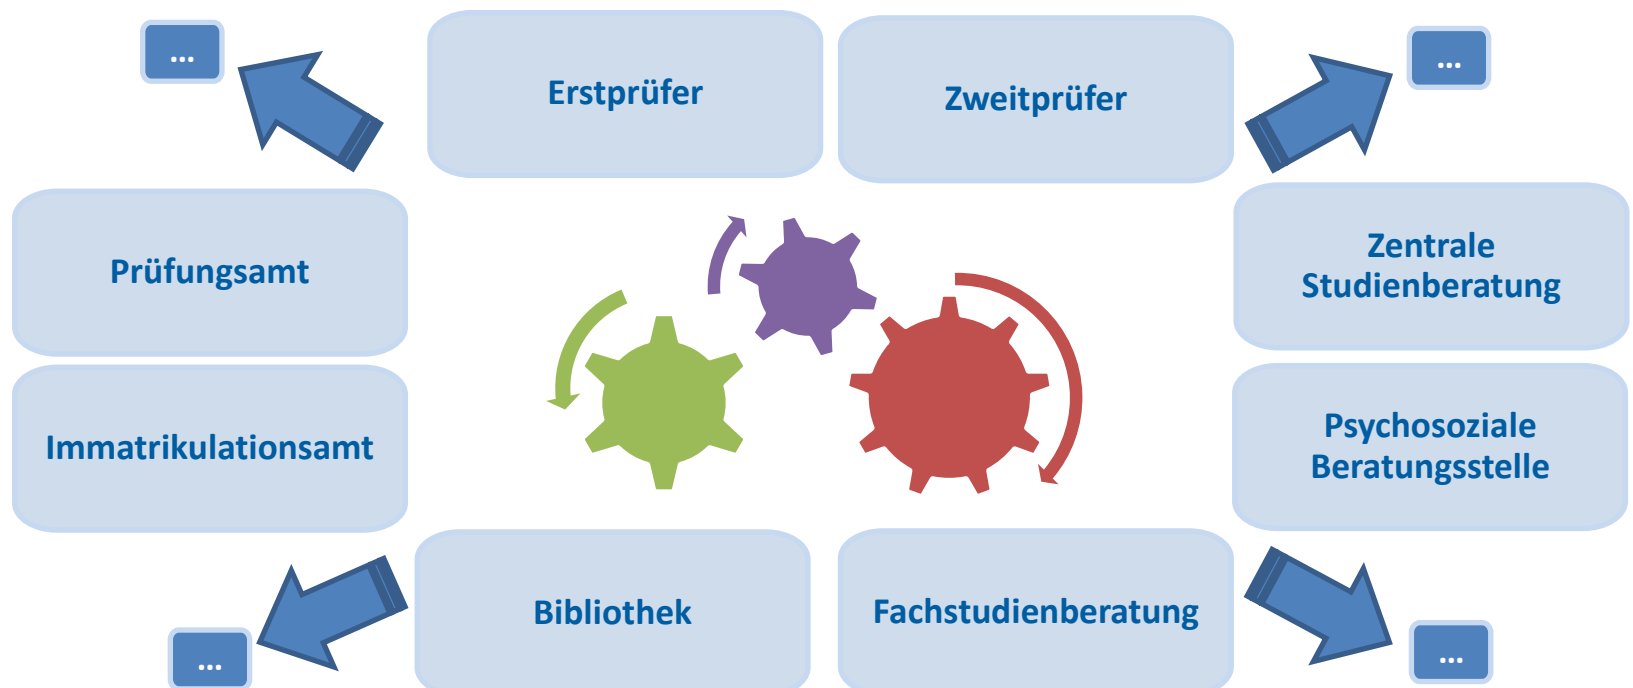 ...
Erstprüfer
Zweitprüfer
...
Prüfungsamt
Zentrale
Studienberatung
Immatrikulationsamt
Psychosoziale
Beratungsstelle
Bibliothek
Fachstudienberatung
...
...